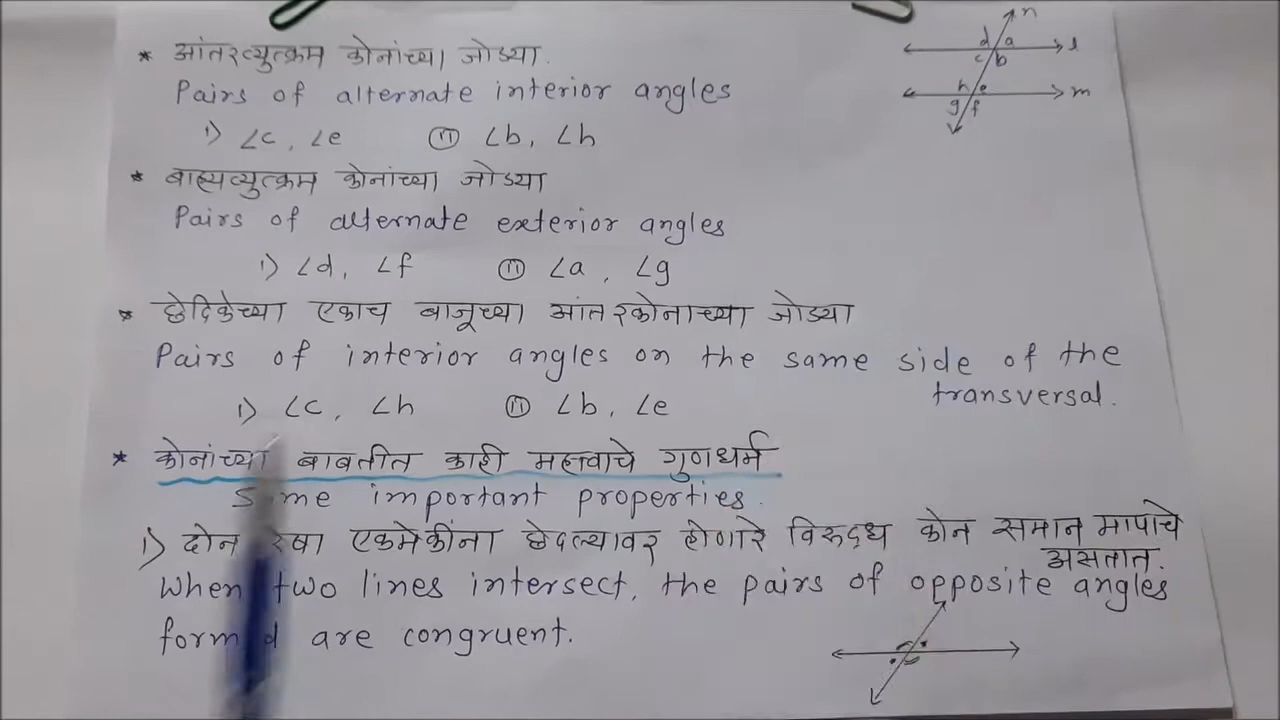 * आंतरव्युत्क्रम कोनांच्या जोड्या.
Pairs of alternate interior angles
i) ∠c, ∠e   (ii) ∠b, ∠h
* बाह्यव्युत्क्रम कोनांच्या जोड्या
Pairs of alternate exterior angles
i) ∠d, ∠f   (ii) ∠a, ∠g
* छेदिकेच्या एकाच बाजूच्या आंतरकोनाच्या जोड्या
Pairs of interior angles on the same side of the
transversal.
i) ∠c, ∠h   (ii) ∠b, ∠e
* कोनांच्या बाबतीत काही महत्वाचे गुणधर्म
Some important properties.
i) दोन रेषा एकमेकींना छेदल्यावर होणारे विरुद्ध कोन समान मापाचे
असतात.
When two lines intersect, the pairs of opposite angles
formd are congruent.
n
d a l
c b
h e m
g f